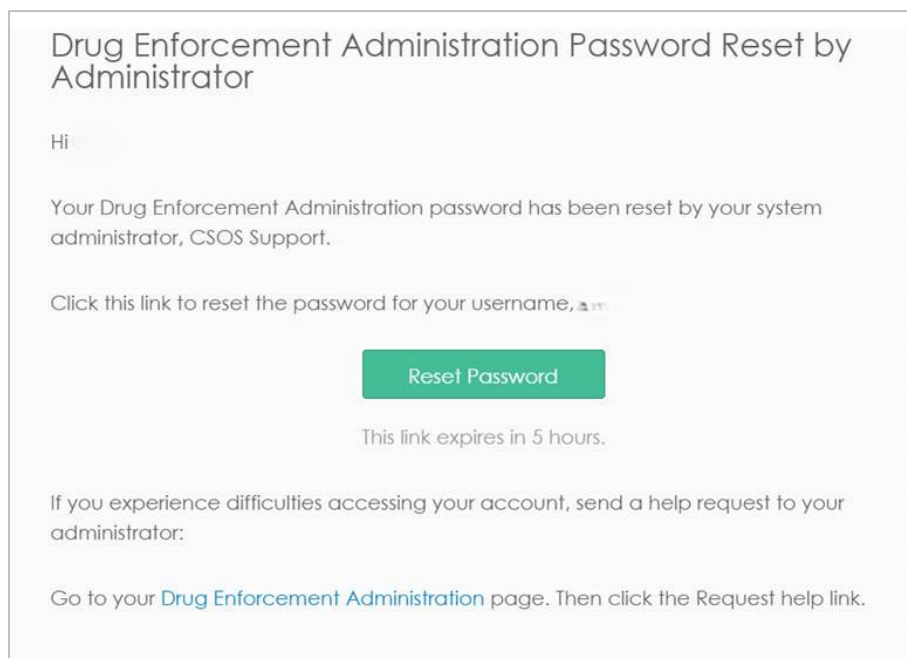 Drug Enforcement Administration Password Reset by
Administrator
Hi
Your Drug Enforcement Administration password has been reset by your system
administrator, CSOS Support.
Click this link to reset the password for your username,
Reset Password
This link expires in 5 hours.
If you experience difficulties accessing your account, send a help request to your
administrator:
Go to your Drug Enforcement Administration page. Then click the Request help link.